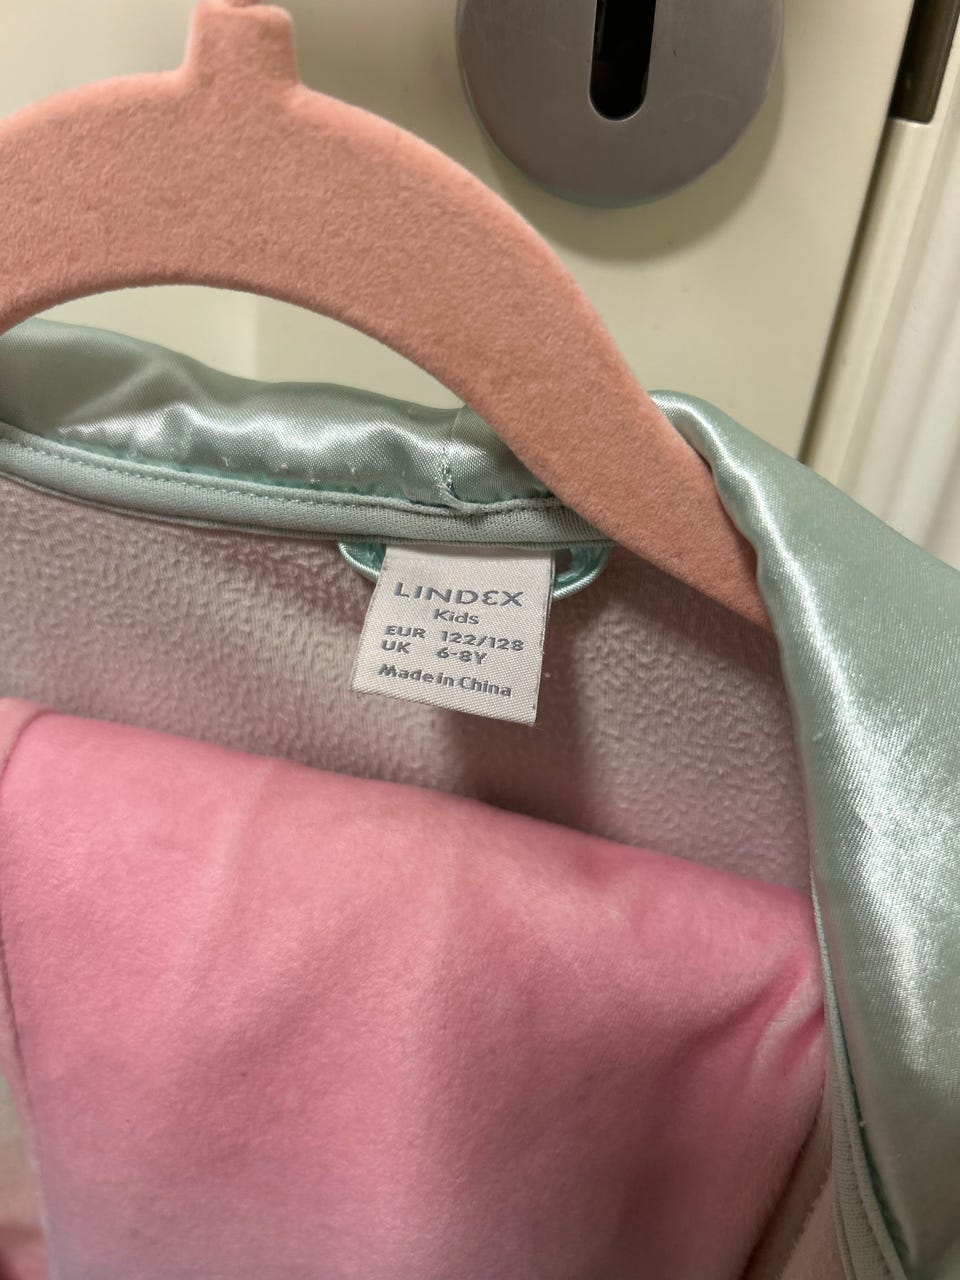 LINDEX
Kids
EUR 122/128
UK 6-8Y
Made in China